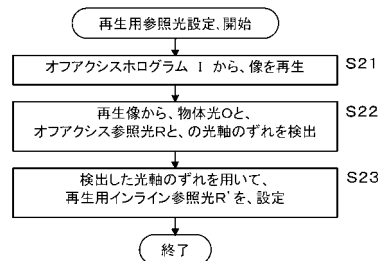 再生用参照光設定、開始
オフアクシスホログラム I から、像を再生
S21
再生像から、物体光Oと、
オフアクシス参照光Rと、の光軸のずれを検出
S22
検出した光軸のずれを用いて、
再生用インライン参照光R'を、設定
S23
終了